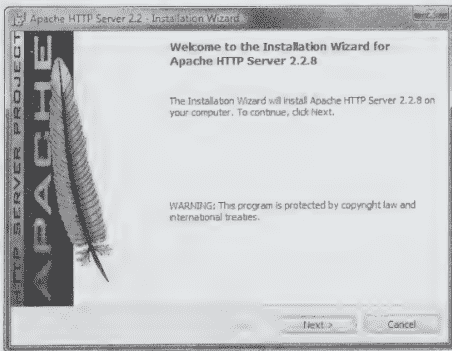 Apache HTTP Server 2.2 - Installation Wizard
HTTP SERVER PROJECT
APACHE
Welcome to the Installation Wizard for
Apache HTTP Server 2.2.8
The Installation Wizard will install Apache HTTP Server 2.2.8 on
your computer. To continue, click Next.
WARNING: This program is protected by copyright law and
international treaties.
Next >
Cancel